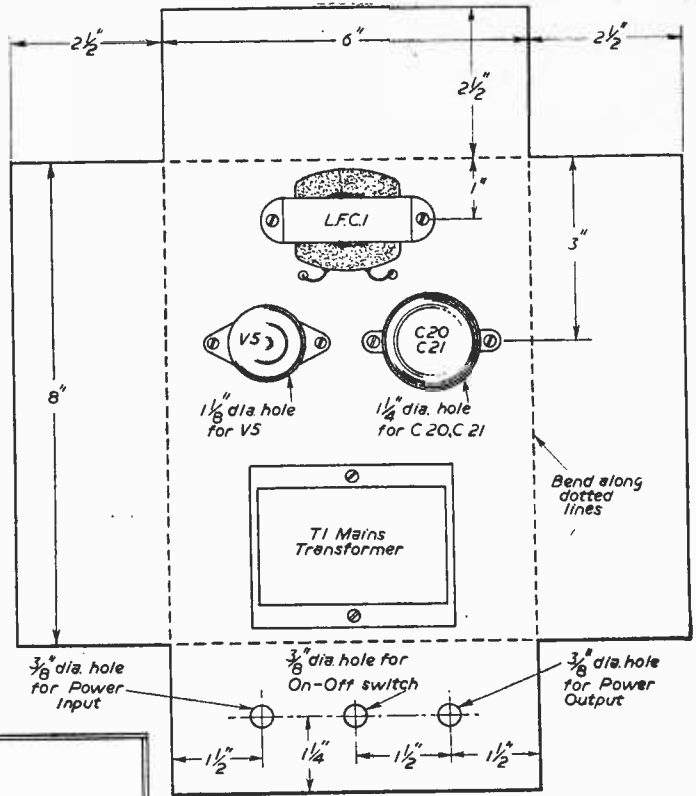 2½" 6" 2½"
2½"
1"
L.F.C.1
3"
V5
C20
C21
8"
1⅛" dia. hole
for V5
1¼" dia. hole
for C20,C21
Bend along
dotted
lines
T1 Mains
Transformer
⅜" dia. hole
for Power
Input
⅜" dia. hole for
On-Off switch
⅜" dia. hole
for Power
Output
1½" 1¼" 1½" 1½"